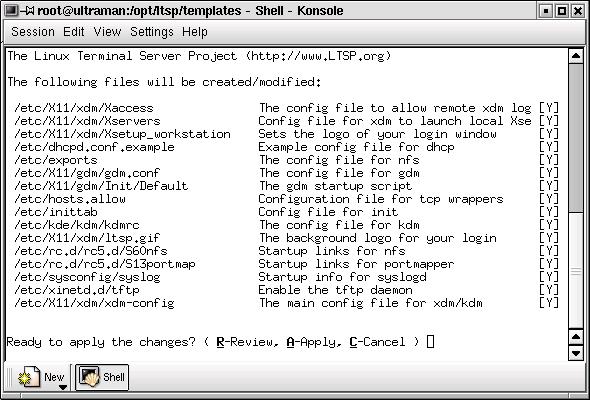 root@ultraman:/opt/ltsp/templates - Shell - Konsole
Session Edit View Settings Help
The Linux Terminal Server Project (http://www.LTSP.org)
The following files will be created/modified:
/etc/X11/xdm/Xaccess The config file to allow remote xdm log [Y]
/etc/X11/xdm/Xservers Config file for xdm to launch local Xse [Y]
/etc/X11/xdm/Xsetup_workstation Sets the logo of your login window [Y]
/etc/dhcpd.conf.example Example config file for dhcp [Y]
/etc/exports The config file for nfs [Y]
/etc/X11/gdm/gdm.conf The config file for gdm [Y]
/etc/X11/gdm/Init/Default The gdm startup script [Y]
/etc/hosts.allow Configuration file for tcp wrappers [Y]
/etc/inittab Config file for init [Y]
/etc/kde/kdm/kdmrc The config file for kdm [Y]
/etc/X11/xdm/ltsp.gif The background logo for your login [Y]
/etc/rc.d/rc5.d/S60nfs Startup links for nfs [Y]
/etc/rc.d/rc5.d/S13portmap Startup links for portmapper [Y]
/etc/sysconfig/syslog Startup info for syslogd [Y]
/etc/xinetd.d/tftp Enable the tftp daemon [Y]
/etc/X11/xdm/xdm-config The main config file for xdm/kdm [Y]
Ready to apply the changes? ( R-Review, A-Apply, C-Cancel )
New Shell